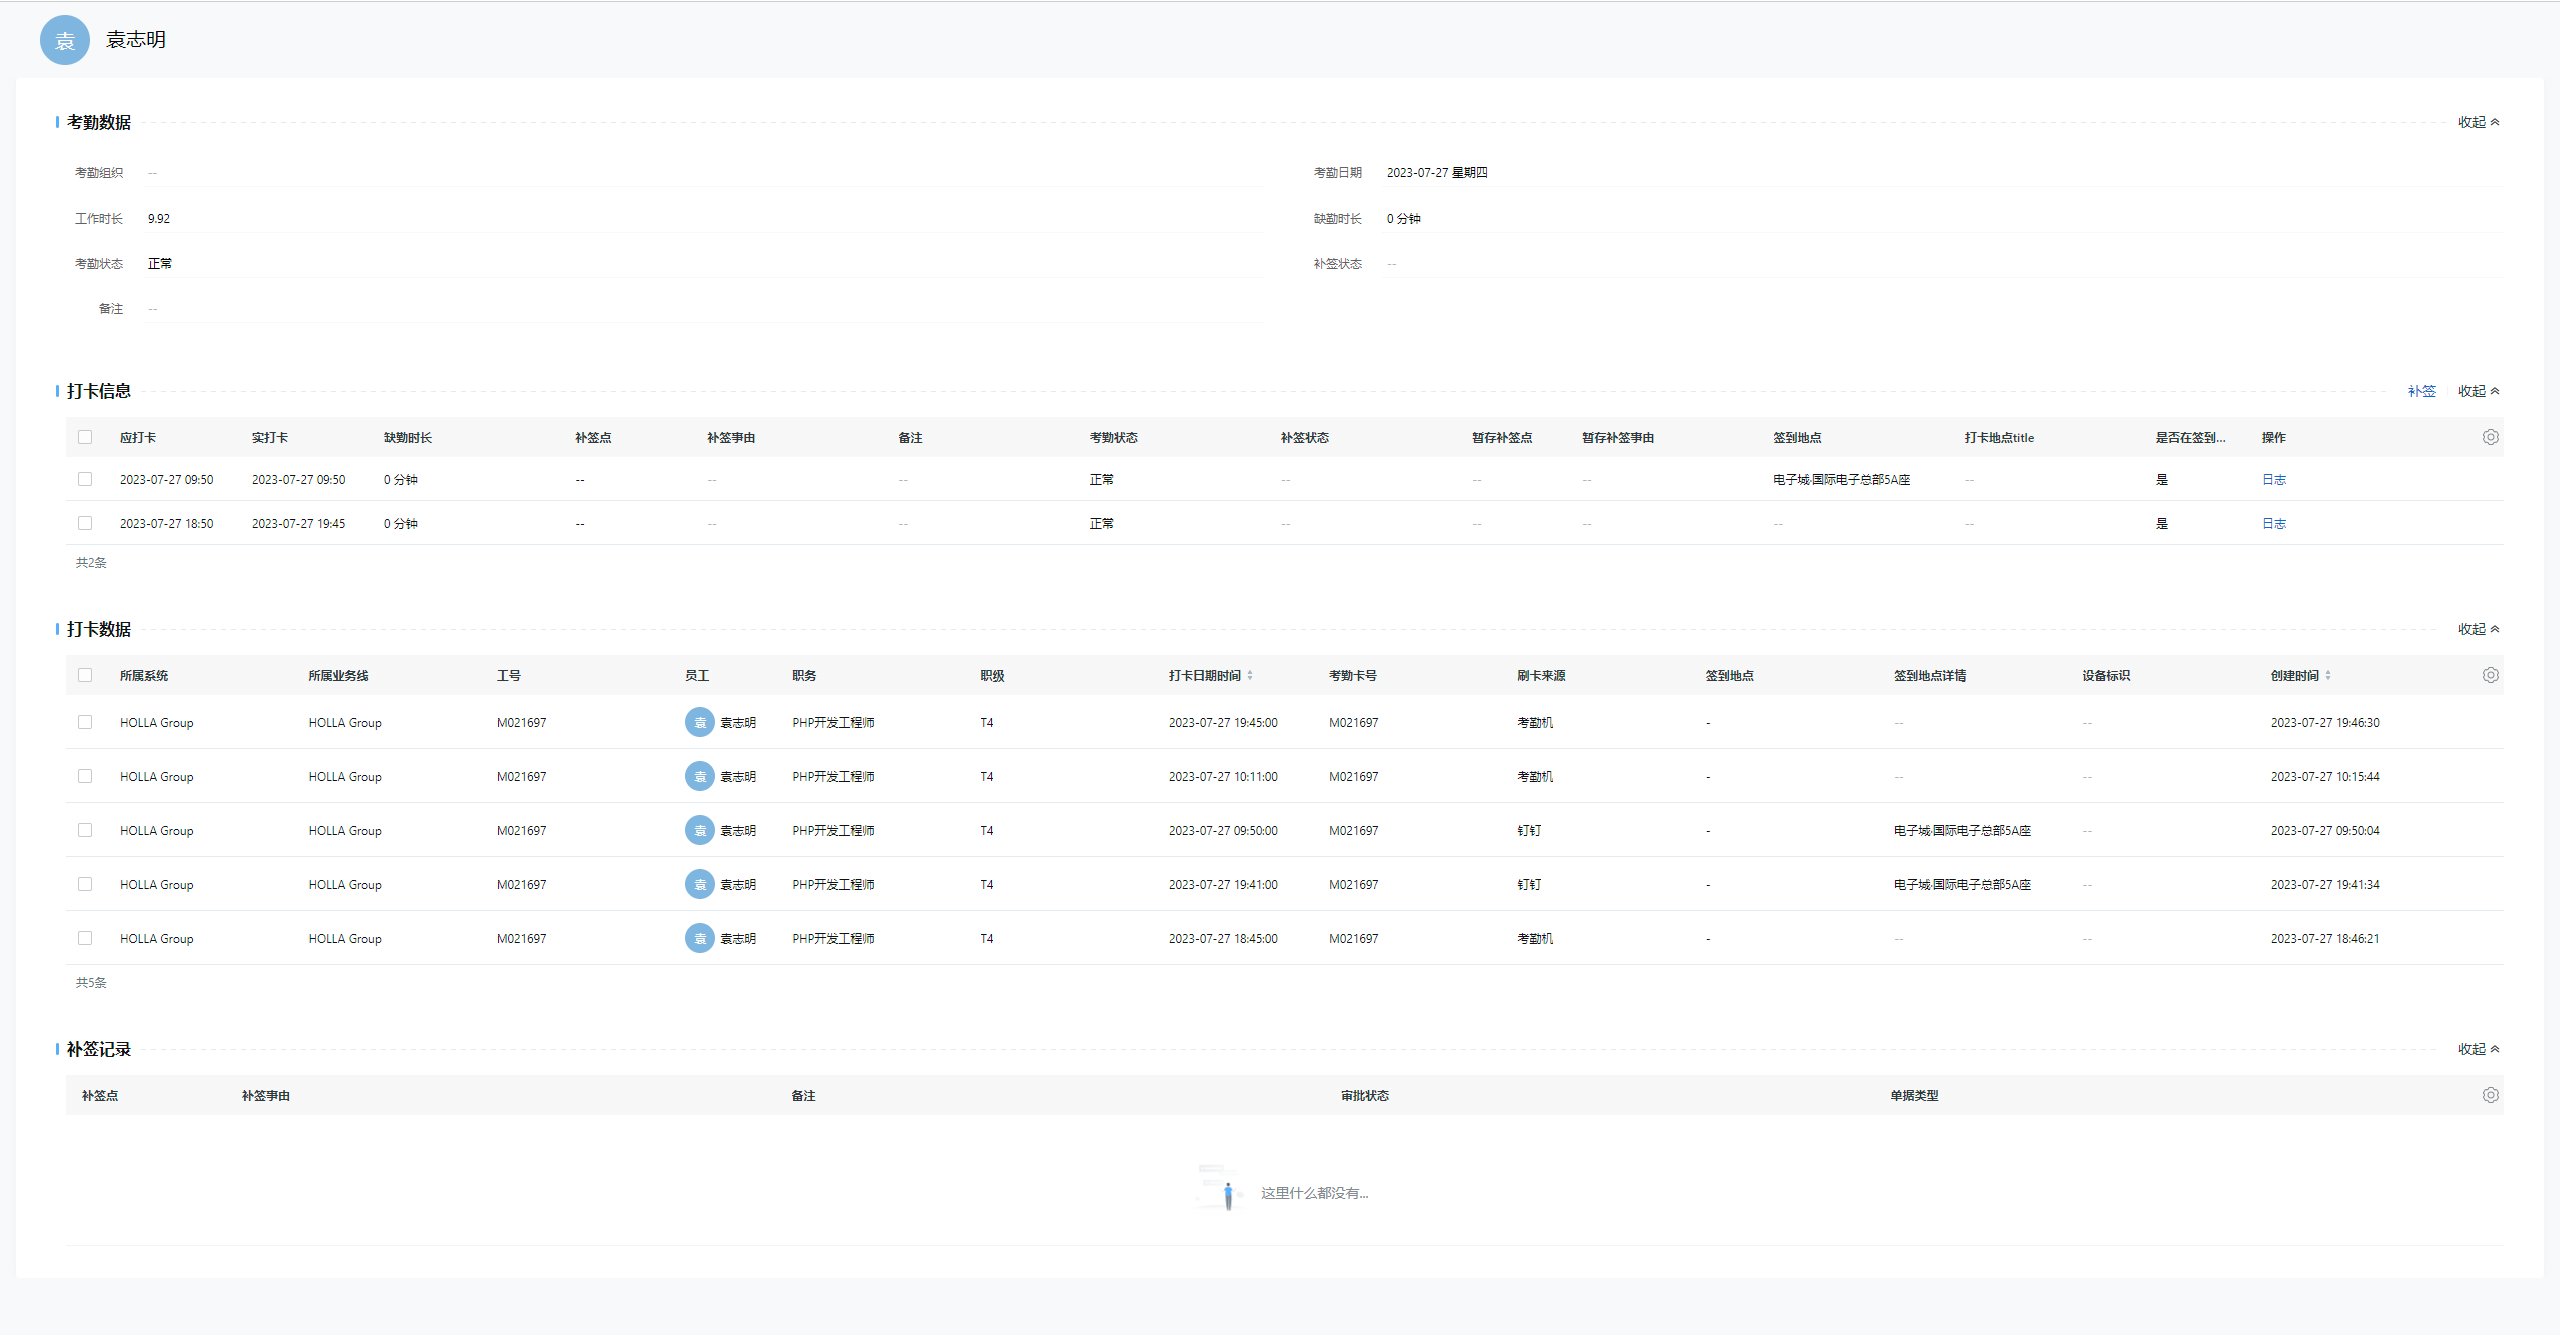 袁 袁志明
考勤数据 收起
考勤组织 -- 考勤日期 2023-07-27 星期四
工作时长 9.92 缺勤时长 0 分钟
考勤状态 正常 补签状态 --
备注 --
打卡信息 补签 收起
应打卡 实打卡 缺勤时长 补签点 补签事由 备注 考勤状态 补签状态 暂存补签点 暂存补签事由 签到地点 打卡地点title 是否在签到... 操作
2023-07-27 09:50 2023-07-27 09:50 0 分钟 -- -- -- 正常 -- -- -- 电子城·国际电子总部5A座 -- 是 日志
2023-07-27 18:50 2023-07-27 19:45 0 分钟 -- -- -- 正常 -- -- -- -- -- 是 日志
共2条
打卡数据 收起
所属系统 所属业务线 工号 员工 职务 职级 打卡日期时间 考勤卡号 刷卡来源 签到地点 签到地点详情 设备标识 创建时间
HOLLA Group HOLLA Group M021697 袁 袁志明 PHP开发工程师 T4 2023-07-27 19:45:00 M021697 考勤机 - -- -- 2023-07-27 19:46:30
HOLLA Group HOLLA Group M021697 袁 袁志明 PHP开发工程师 T4 2023-07-27 10:11:00 M021697 考勤机 - -- -- 2023-07-27 10:15:44
HOLLA Group HOLLA Group M021697 袁 袁志明 PHP开发工程师 T4 2023-07-27 09:50:00 M021697 钉钉 - 电子城·国际电子总部5A座 -- 2023-07-27 09:50:04
HOLLA Group HOLLA Group M021697 袁 袁志明 PHP开发工程师 T4 2023-07-27 19:41:00 M021697 钉钉 - 电子城·国际电子总部5A座 -- 2023-07-27 19:41:34
HOLLA Group HOLLA Group M021697 袁 袁志明 PHP开发工程师 T4 2023-07-27 18:45:00 M021697 考勤机 - -- -- 2023-07-27 18:46:21
共5条
补签记录 收起
补签点 补签事由 备注 审批状态 单据类型
这里什么都没有...